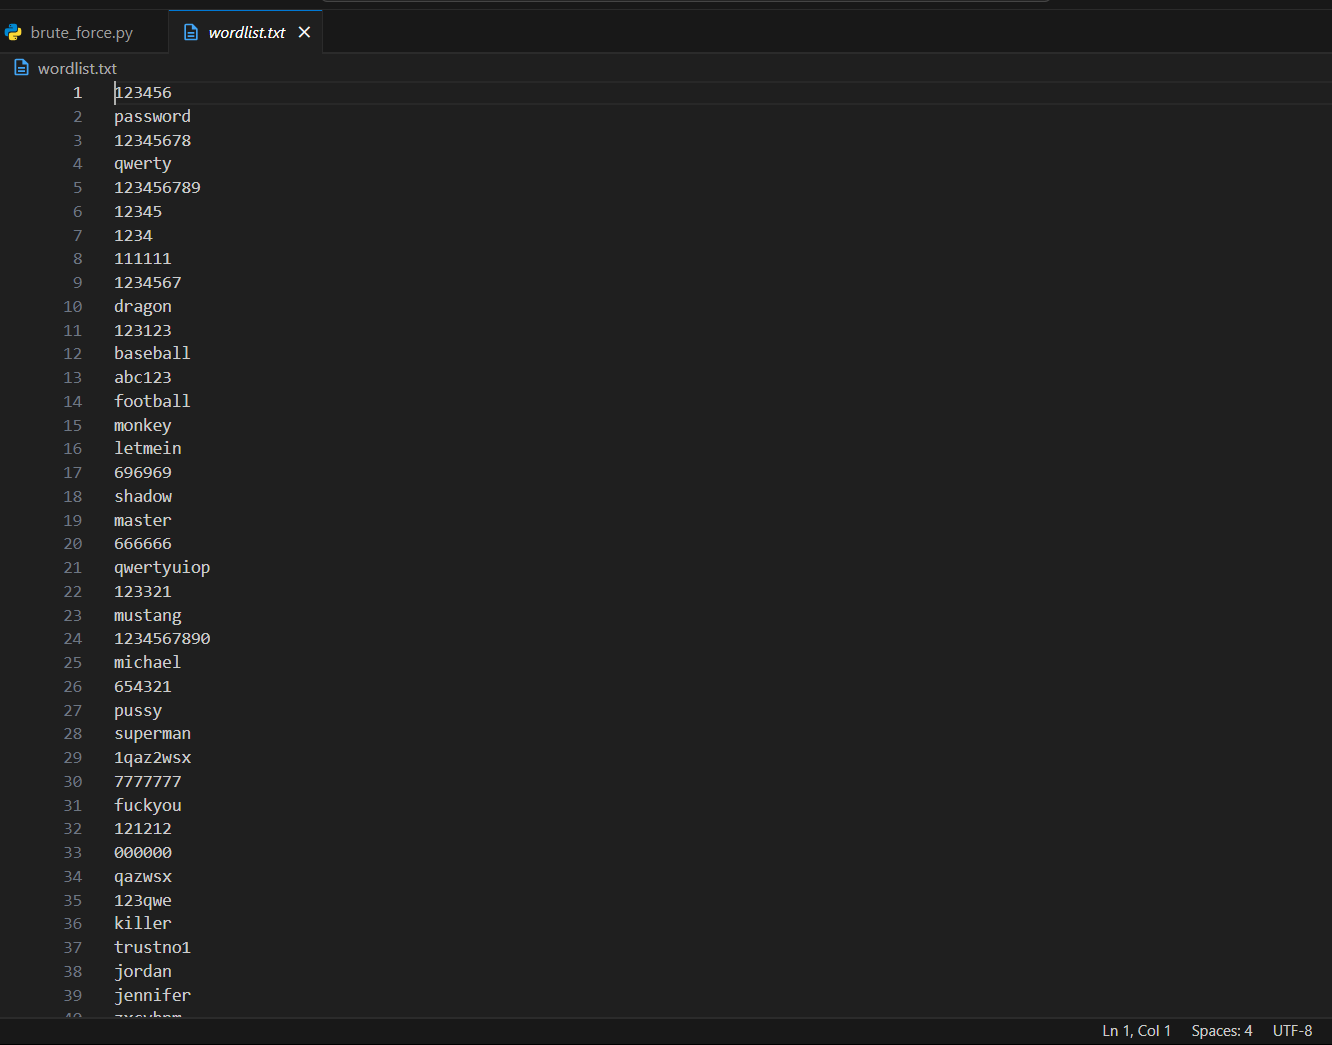 brute_force.py wordlist.txt
wordlist.txt
1 123456
2 password
3 12345678
4 qwerty
5 123456789
6 12345
7 1234
8 111111
9 1234567
10 dragon
11 123123
12 baseball
13 abc123
14 football
15 monkey
16 letmein
17 696969
18 shadow
19 master
20 666666
21 qwertyuiop
22 123321
23 mustang
24 1234567890
25 michael
26 654321
27 pussy
28 superman
29 1qaz2wsx
30 7777777
31 fuckyou
32 121212
33 000000
34 qazwsx
35 123qwe
36 killer
37 trustno1
38 jordan
39 jennifer
Ln 1, Col 1 Spaces: 4 UTF-8